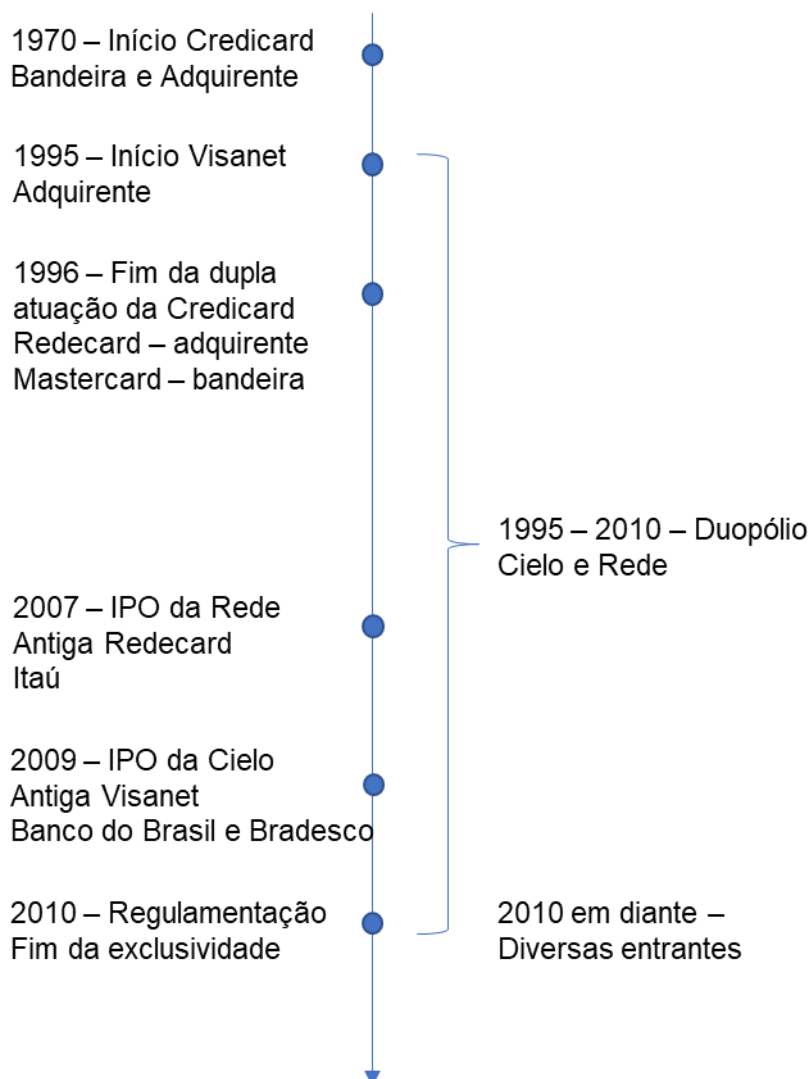 1970 – Início Credicard
Bandeira e Adquirente
1995 – Início Visanet
Adquirente
1996 – Fim da dupla
atuação da Credicard
Redecard – adquirente
Mastercard – bandeira
1995 – 2010 – Duopólio
Cielo e Rede
2007 – IPO da Rede
Antiga Redecard
Itaú
2009 – IPO da Cielo
Antiga Visanet
Banco do Brasil e Bradesco
2010 – Regulamentação
Fim da exclusividade
2010 em diante –
Diversas entrantes